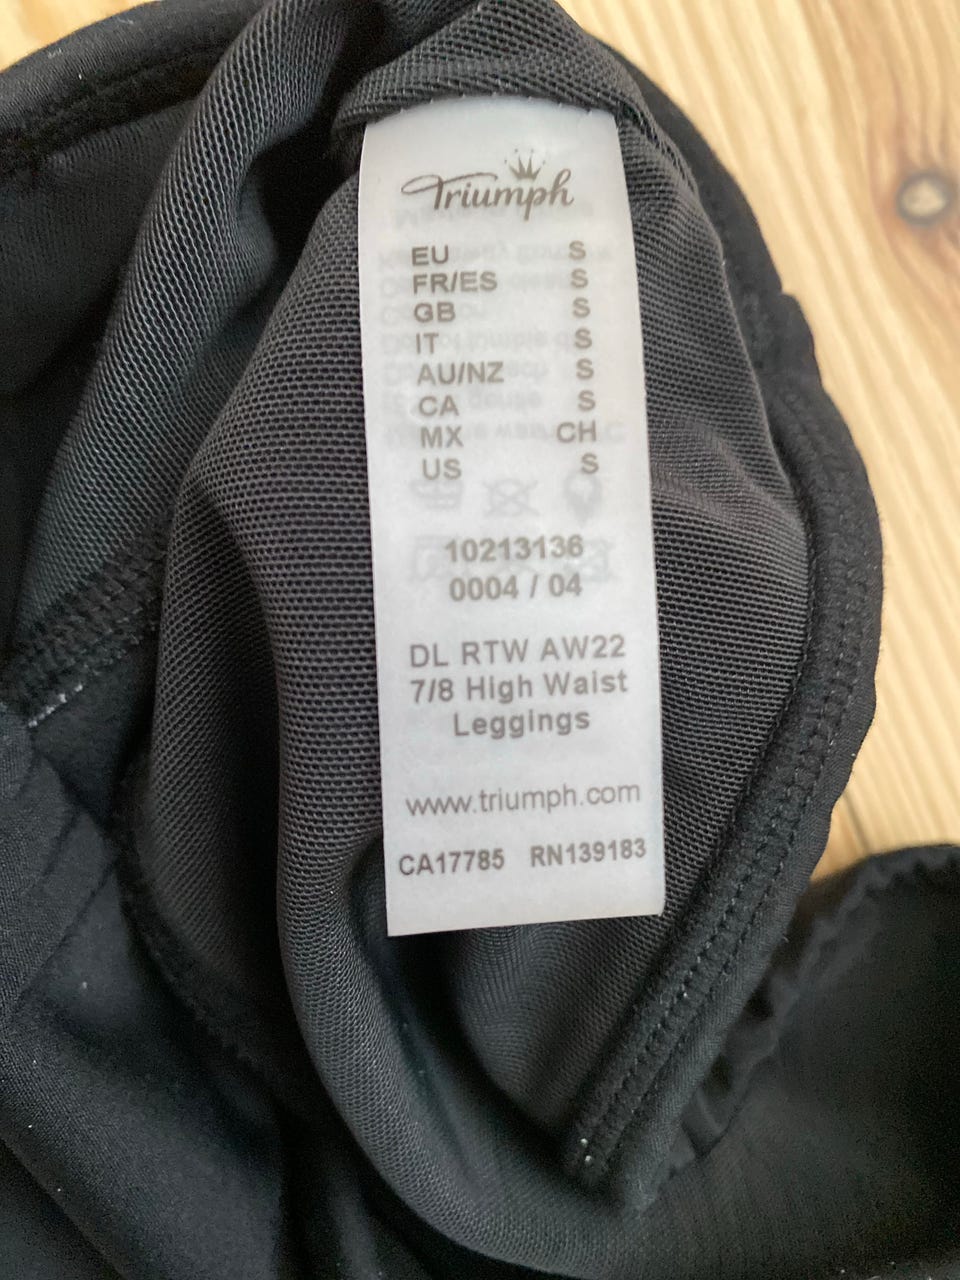 Triumph
EU S
FR/ES S
GB S
IT S
AU/NZ S
CA S
MX CH
US S
10213136
0004 / 04
DL RTW AW22
7/8 High Waist
Leggings
www.triumph.com
CA17785 RN139183